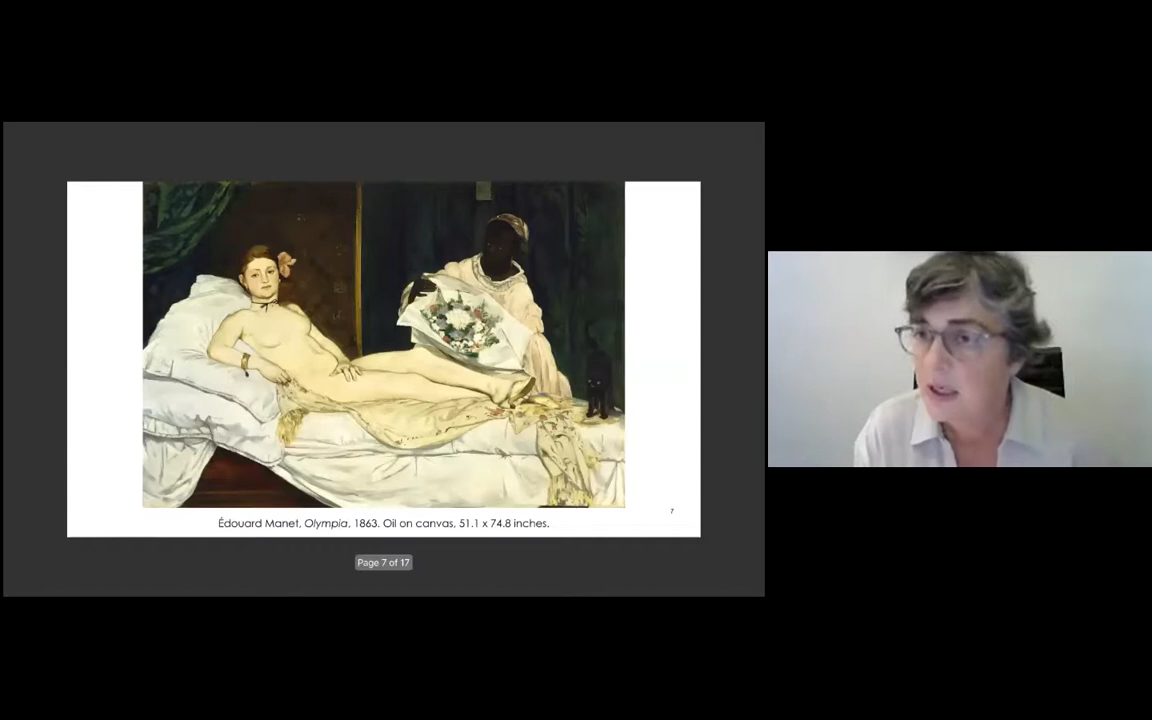 7
Édouard Manet, Olympia, 1863. Oil on canvas, 51.1 x 74.8 inches.
Page 7 of 17